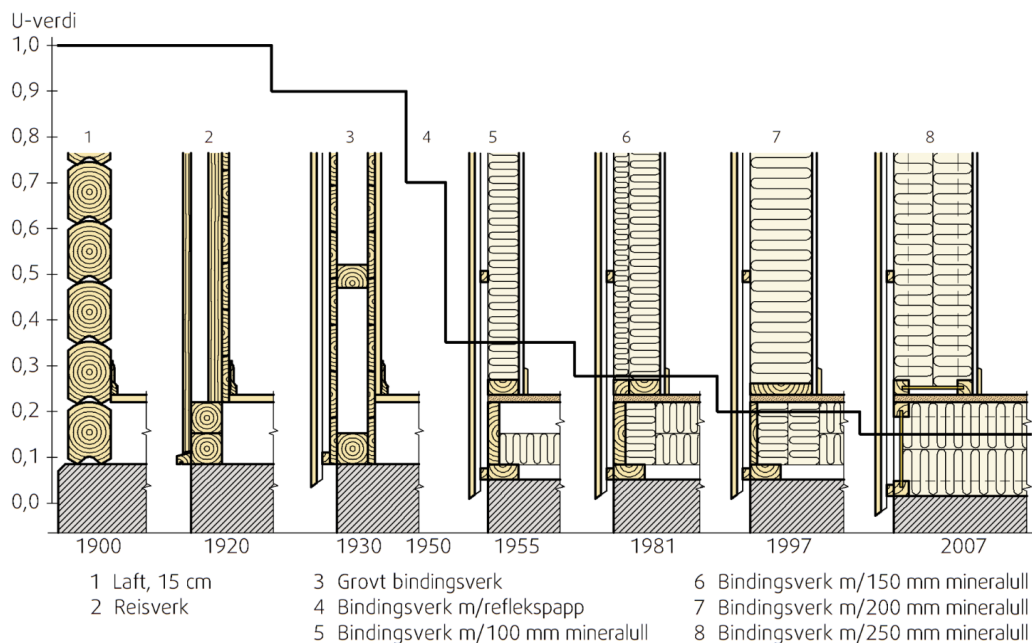 U-verdi
1,0
0,9
0,8
0,7
0,6
0,5
0,4
0,3
0,2
0,1
0,0
1 2 3 4 5 6 7 8
1900 1920 1930 1950 1955 1981 1997 2007
1 Laft, 15 cm
2 Reisverk
3 Grovt bindingsverk
4 Bindingsverk m/reflekspapp
5 Bindingsverk m/100 mm mineralull
6 Bindingsverk m/150 mm mineralull
7 Bindingsverk m/200 mm mineralull
8 Bindingsverk m/250 mm mineralull